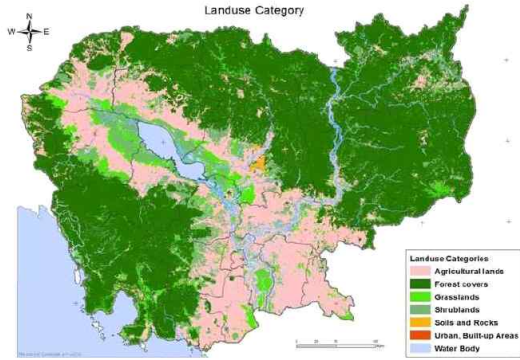 Landuse Category
N
W E
S
Landuse Categories
Agricultural lands
Forest covers
Grasslands
Shrublands
Soils and Rocks
Urban, Built-up Areas
Water Body